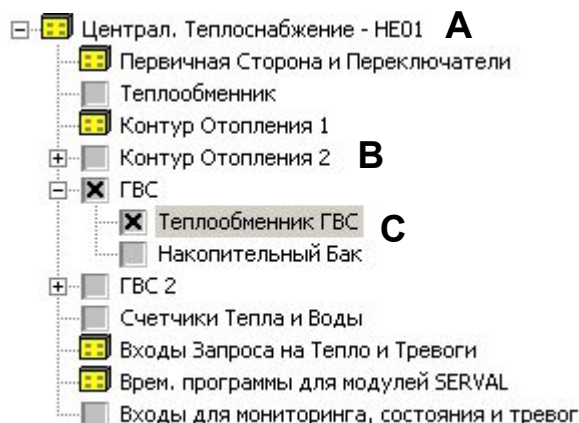 Централ. Теплоснабжение - HE01 A
Первичная Сторона и Переключатели
Теплообменник
Контур Отопления 1
Контур Отопления 2 B
ГВС
Теплообменник ГВС C
Накопительный Бак
ГВС 2
Счетчики Тепла и Воды
Входы Запроса на Тепло и Тревоги
Врем. программы для модулей SERVAL
Входы для мониторинга, состояния и тревог